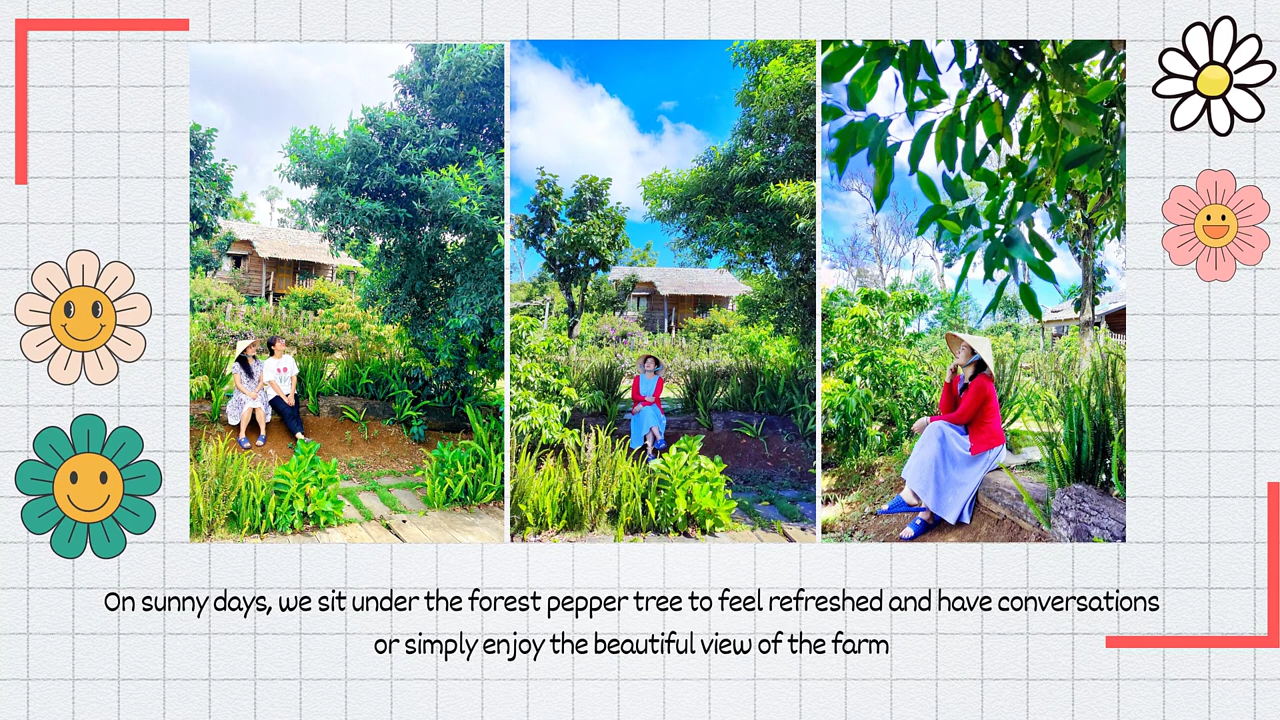 On sunny days, we sit under the forest pepper tree to feel refreshed and have conversations
or simply enjoy the beautiful view of the farm